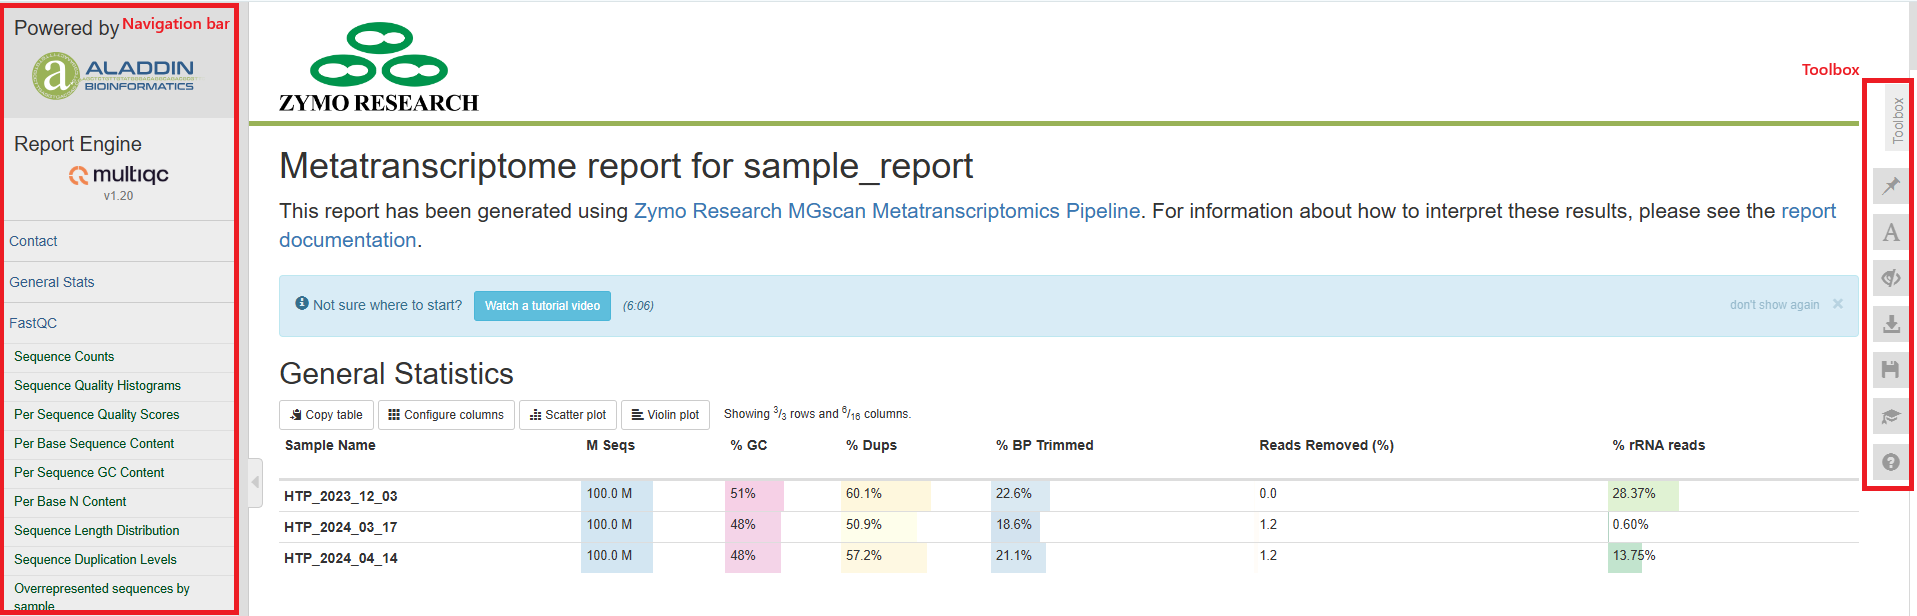 Powered by
Navigation bar
a
ALADDIN
BIOINFORMATICS
Report Engine
multiqc
v1.20
Contact
General Stats
FastQC
Sequence Counts
Sequence Quality Histograms
Per Sequence Quality Scores
Per Base Sequence Content
Per Sequence GC Content
Per Base N Content
Sequence Length Distribution
Sequence Duplication Levels
Overrepresented sequences by
sample
ZYMO RESEARCH
Metatranscriptome report for sample_report
This report has been generated using Zymo Research MGscan Metatranscriptomics Pipeline. For information about how to interpret these results, please see the report
documentation.
Not sure where to start? Watch a tutorial video (6:06) don't show again ×
General Statistics
Copy table Configure columns Scatter plot Violin plot Showing 3/3 rows and 6/16 columns.
Sample Name M Seqs % GC % Dups % BP Trimmed Reads Removed (%) % rRNA reads
HTP_2023_12_03 100.0 M 51% 60.1% 22.6% 0.0 28.37%
HTP_2024_03_17 100.0 M 48% 50.9% 18.6% 1.2 0.60%
HTP_2024_04_14 100.0 M 48% 57.2% 21.1% 1.2 13.75%
Toolbox
Toolbox
A
?